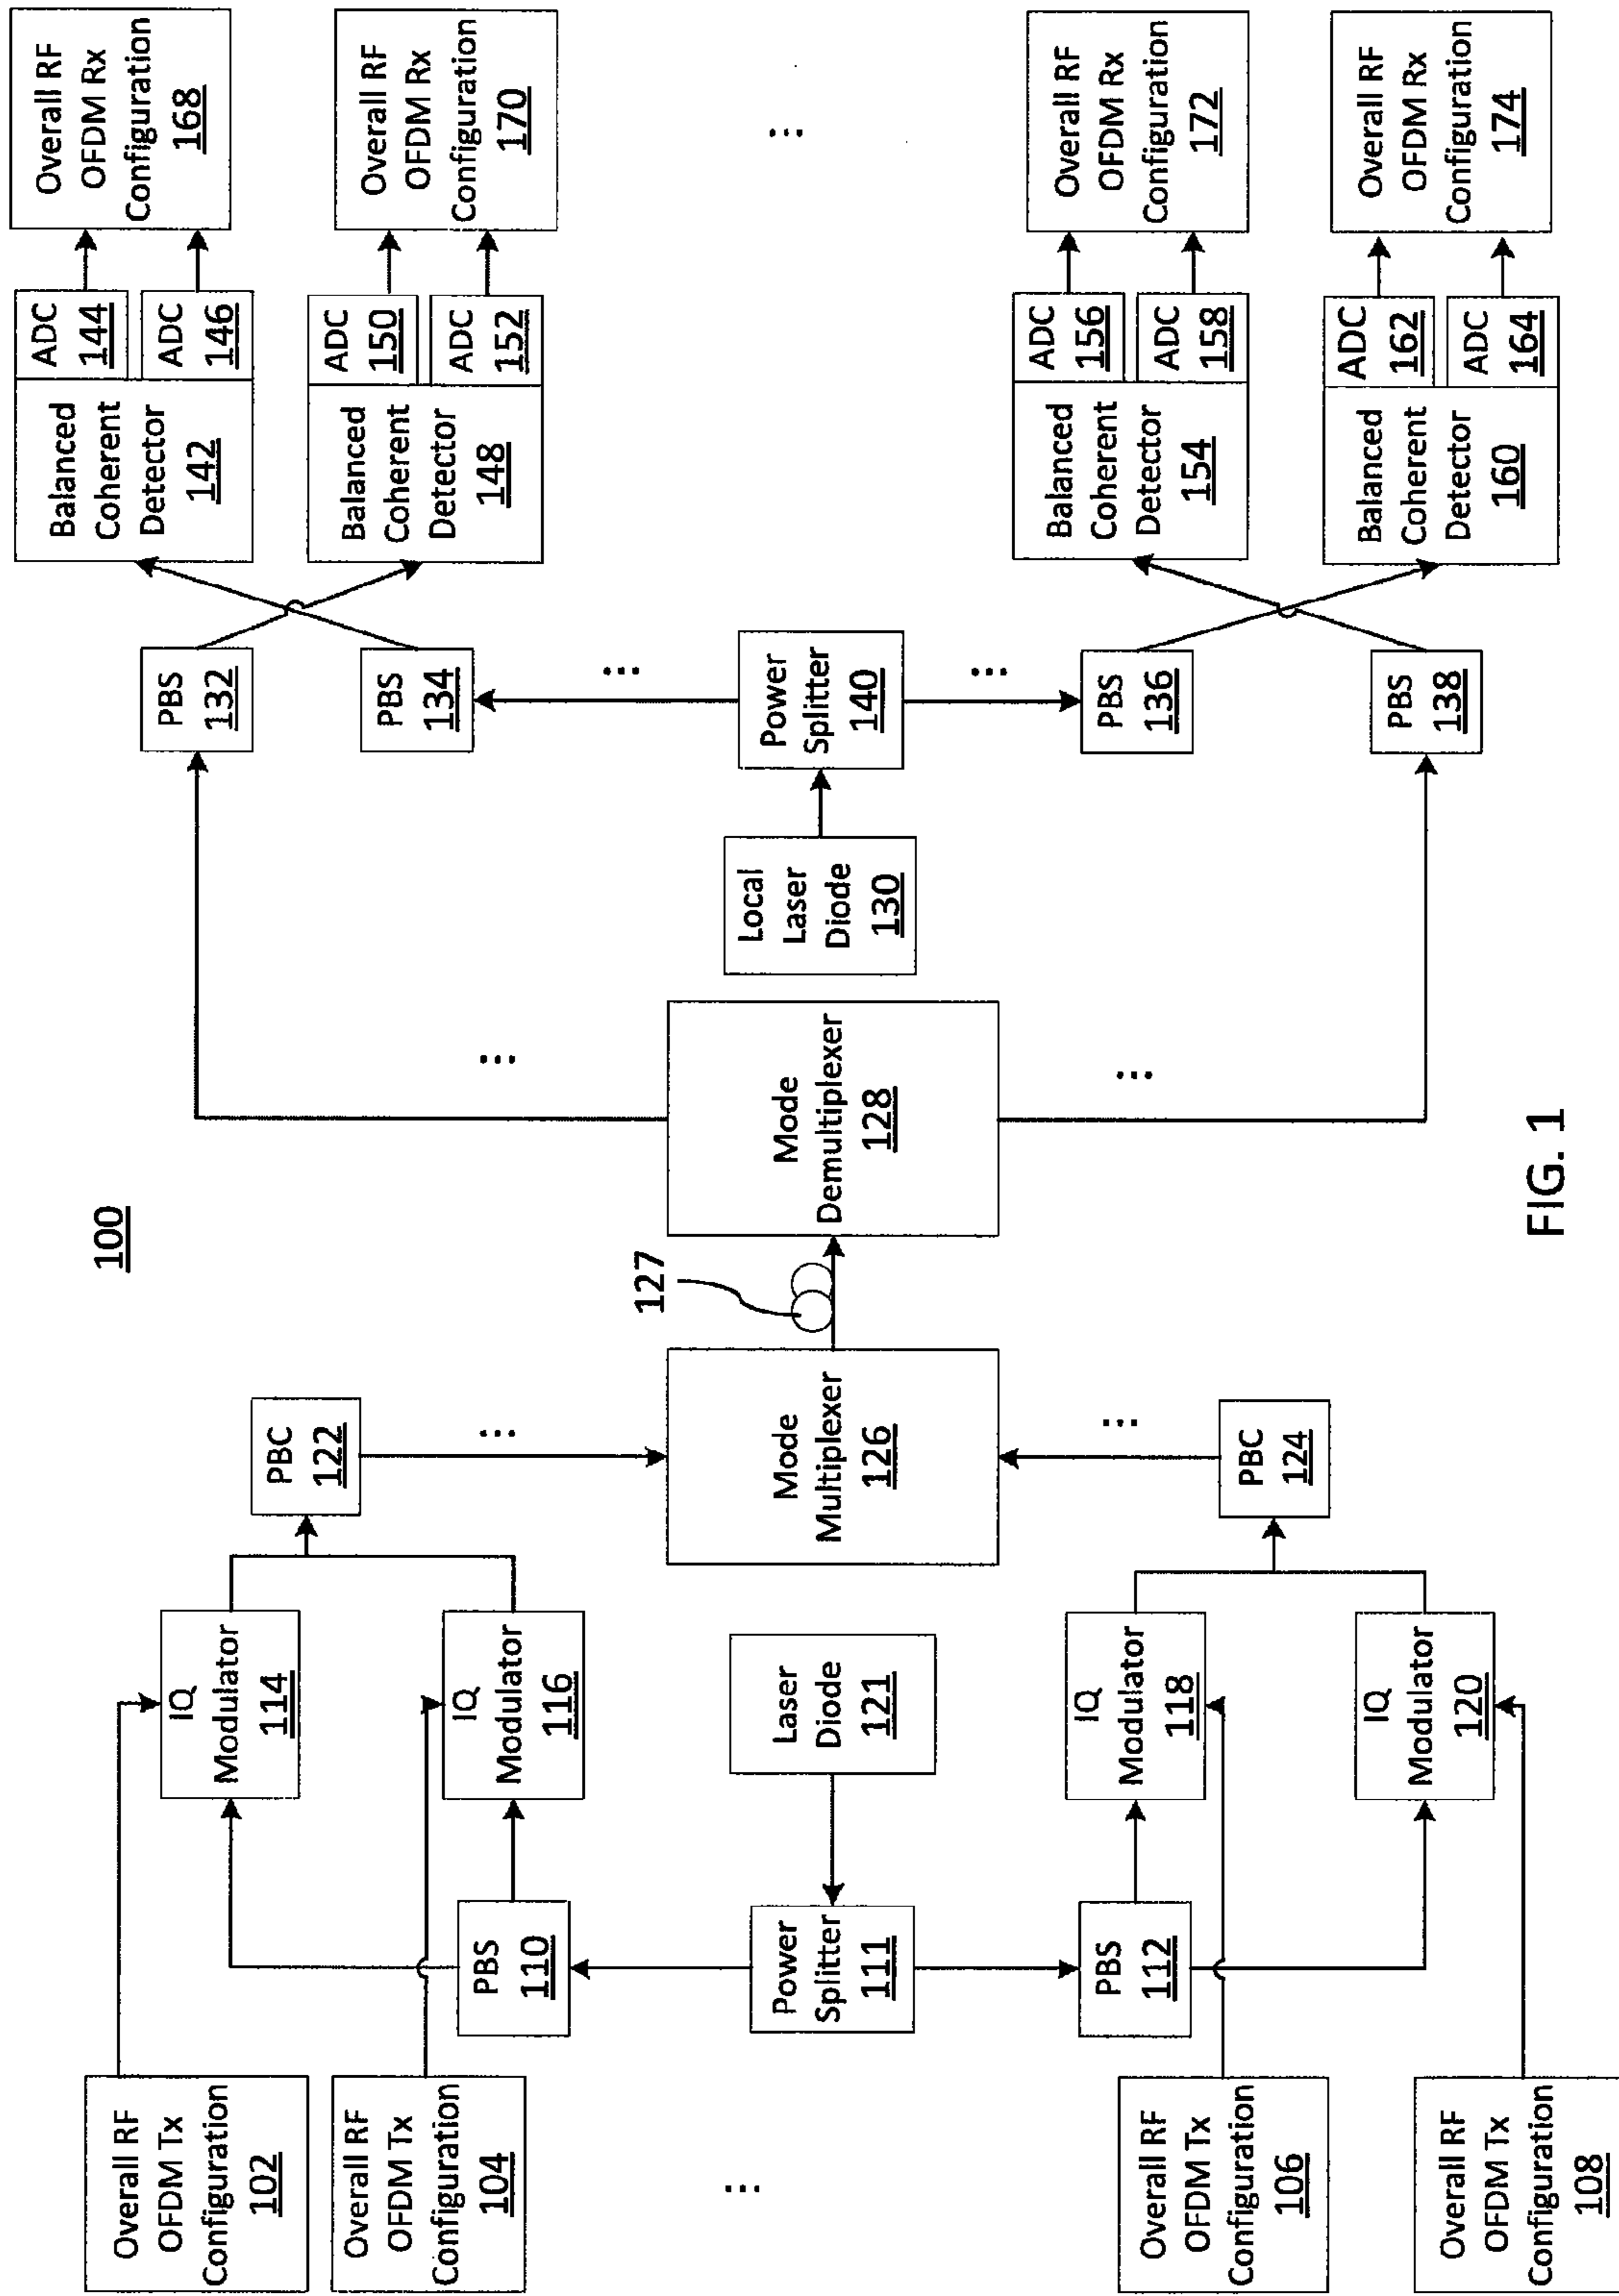 100
Overall RF
OFDM Tx
Configuration
102
Overall RF
OFDM Tx
Configuration
104
...
Overall RF
OFDM Tx
Configuration
106
Overall RF
OFDM Tx
Configuration
108
PBS
110
Power
Splitter
111
PBS
112
IQ
Modulator
114
IQ
Modulator
116
Laser
Diode
121
IQ
Modulator
118
IQ
Modulator
120
PBC
122
...
Mode
Multiplexer
126
...
PBC
124
127
...
Mode
Demultiplexer
128
...
Local
Laser
Diode
130
PBS
132
PBS
134
...
Power
Splitter
140
...
PBS
136
PBS
138
Balanced
Coherent
Detector
142
ADC
144
ADC
146
Overall RF
OFDM Rx
Configuration
168
Balanced
Coherent
Detector
148
ADC
150
ADC
152
Overall RF
OFDM Rx
Configuration
170
...
Balanced
Coherent
Detector
154
ADC
156
ADC
158
Overall RF
OFDM Rx
Configuration
172
Balanced
Coherent
Detector
160
ADC
162
ADC
164
Overall RF
OFDM Rx
Configuration
174
FIG. 1